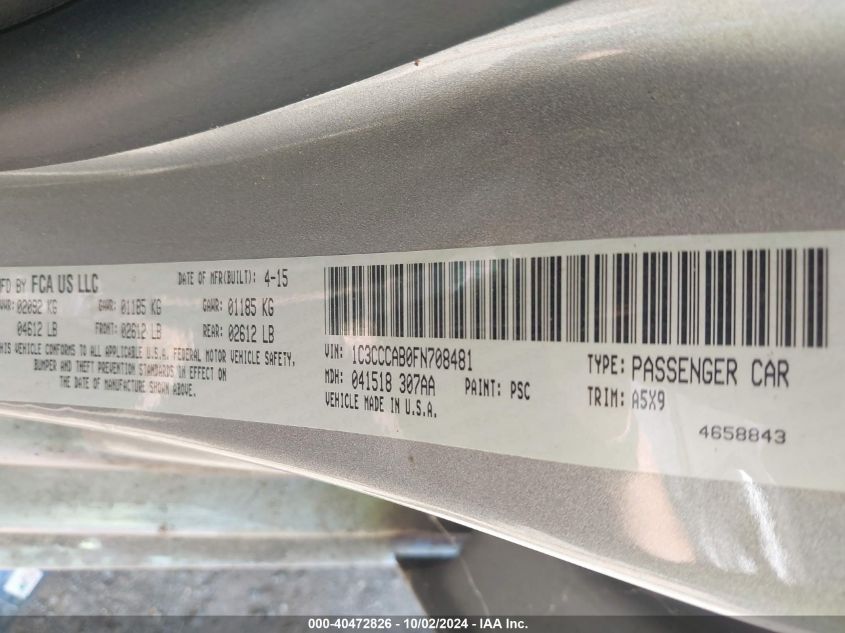 MFD BY FCA US LLC DATE OF MFR(BUILT): 4-15
GVWR: 02092 KG GAWR: 01185 KG GAWR: 01185 KG
04612 LB FRONT: 02612 LB REAR: 02612 LB
THIS VEHICLE CONFORMS TO ALL APPLICABLE U.S.A. FEDERAL MOTOR VEHICLE SAFETY,
BUMPER AND THEFT PREVENTION STANDARDS IN EFFECT ON
THE DATE OF MANUFACTURE SHOWN ABOVE.
VIN: 1C3CCCAB0FN708481 TYPE: PASSENGER CAR
MDH: 041518 307AA PAINT: PSC TRIM: A5X9
VEHICLE MADE IN U.S.A.
4658843
000-40472826 - 10/02/2024 - IAA Inc.